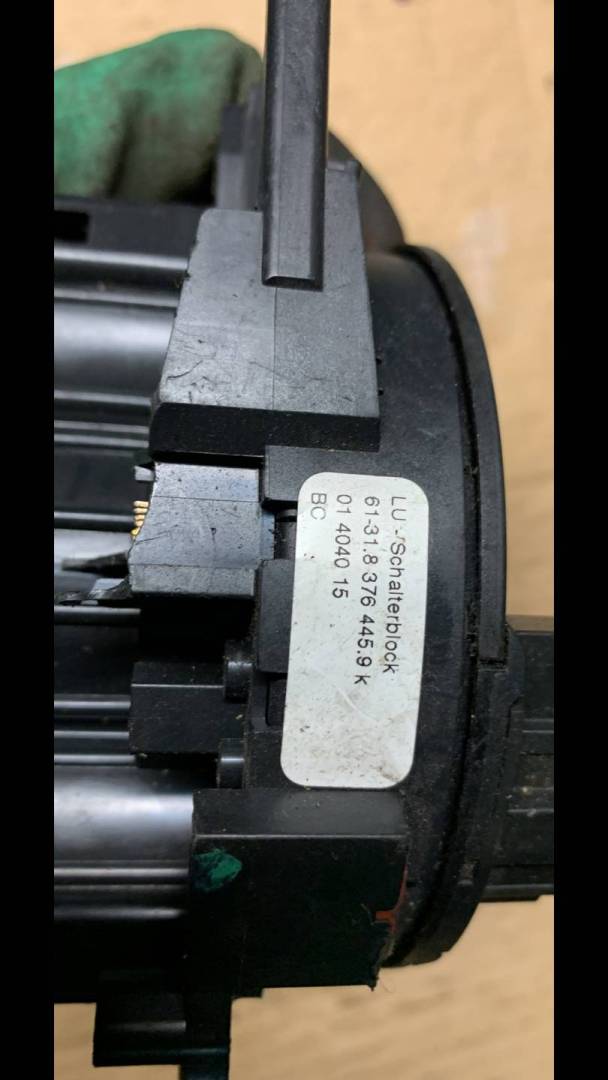 LU-/Schalterblock
61-31.8 376 445.9 k
01 4040 15
BC